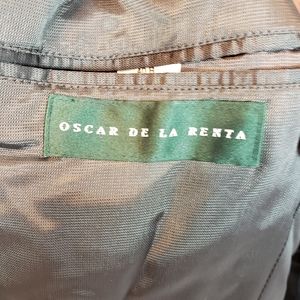 OSCAR DE LA RENTA